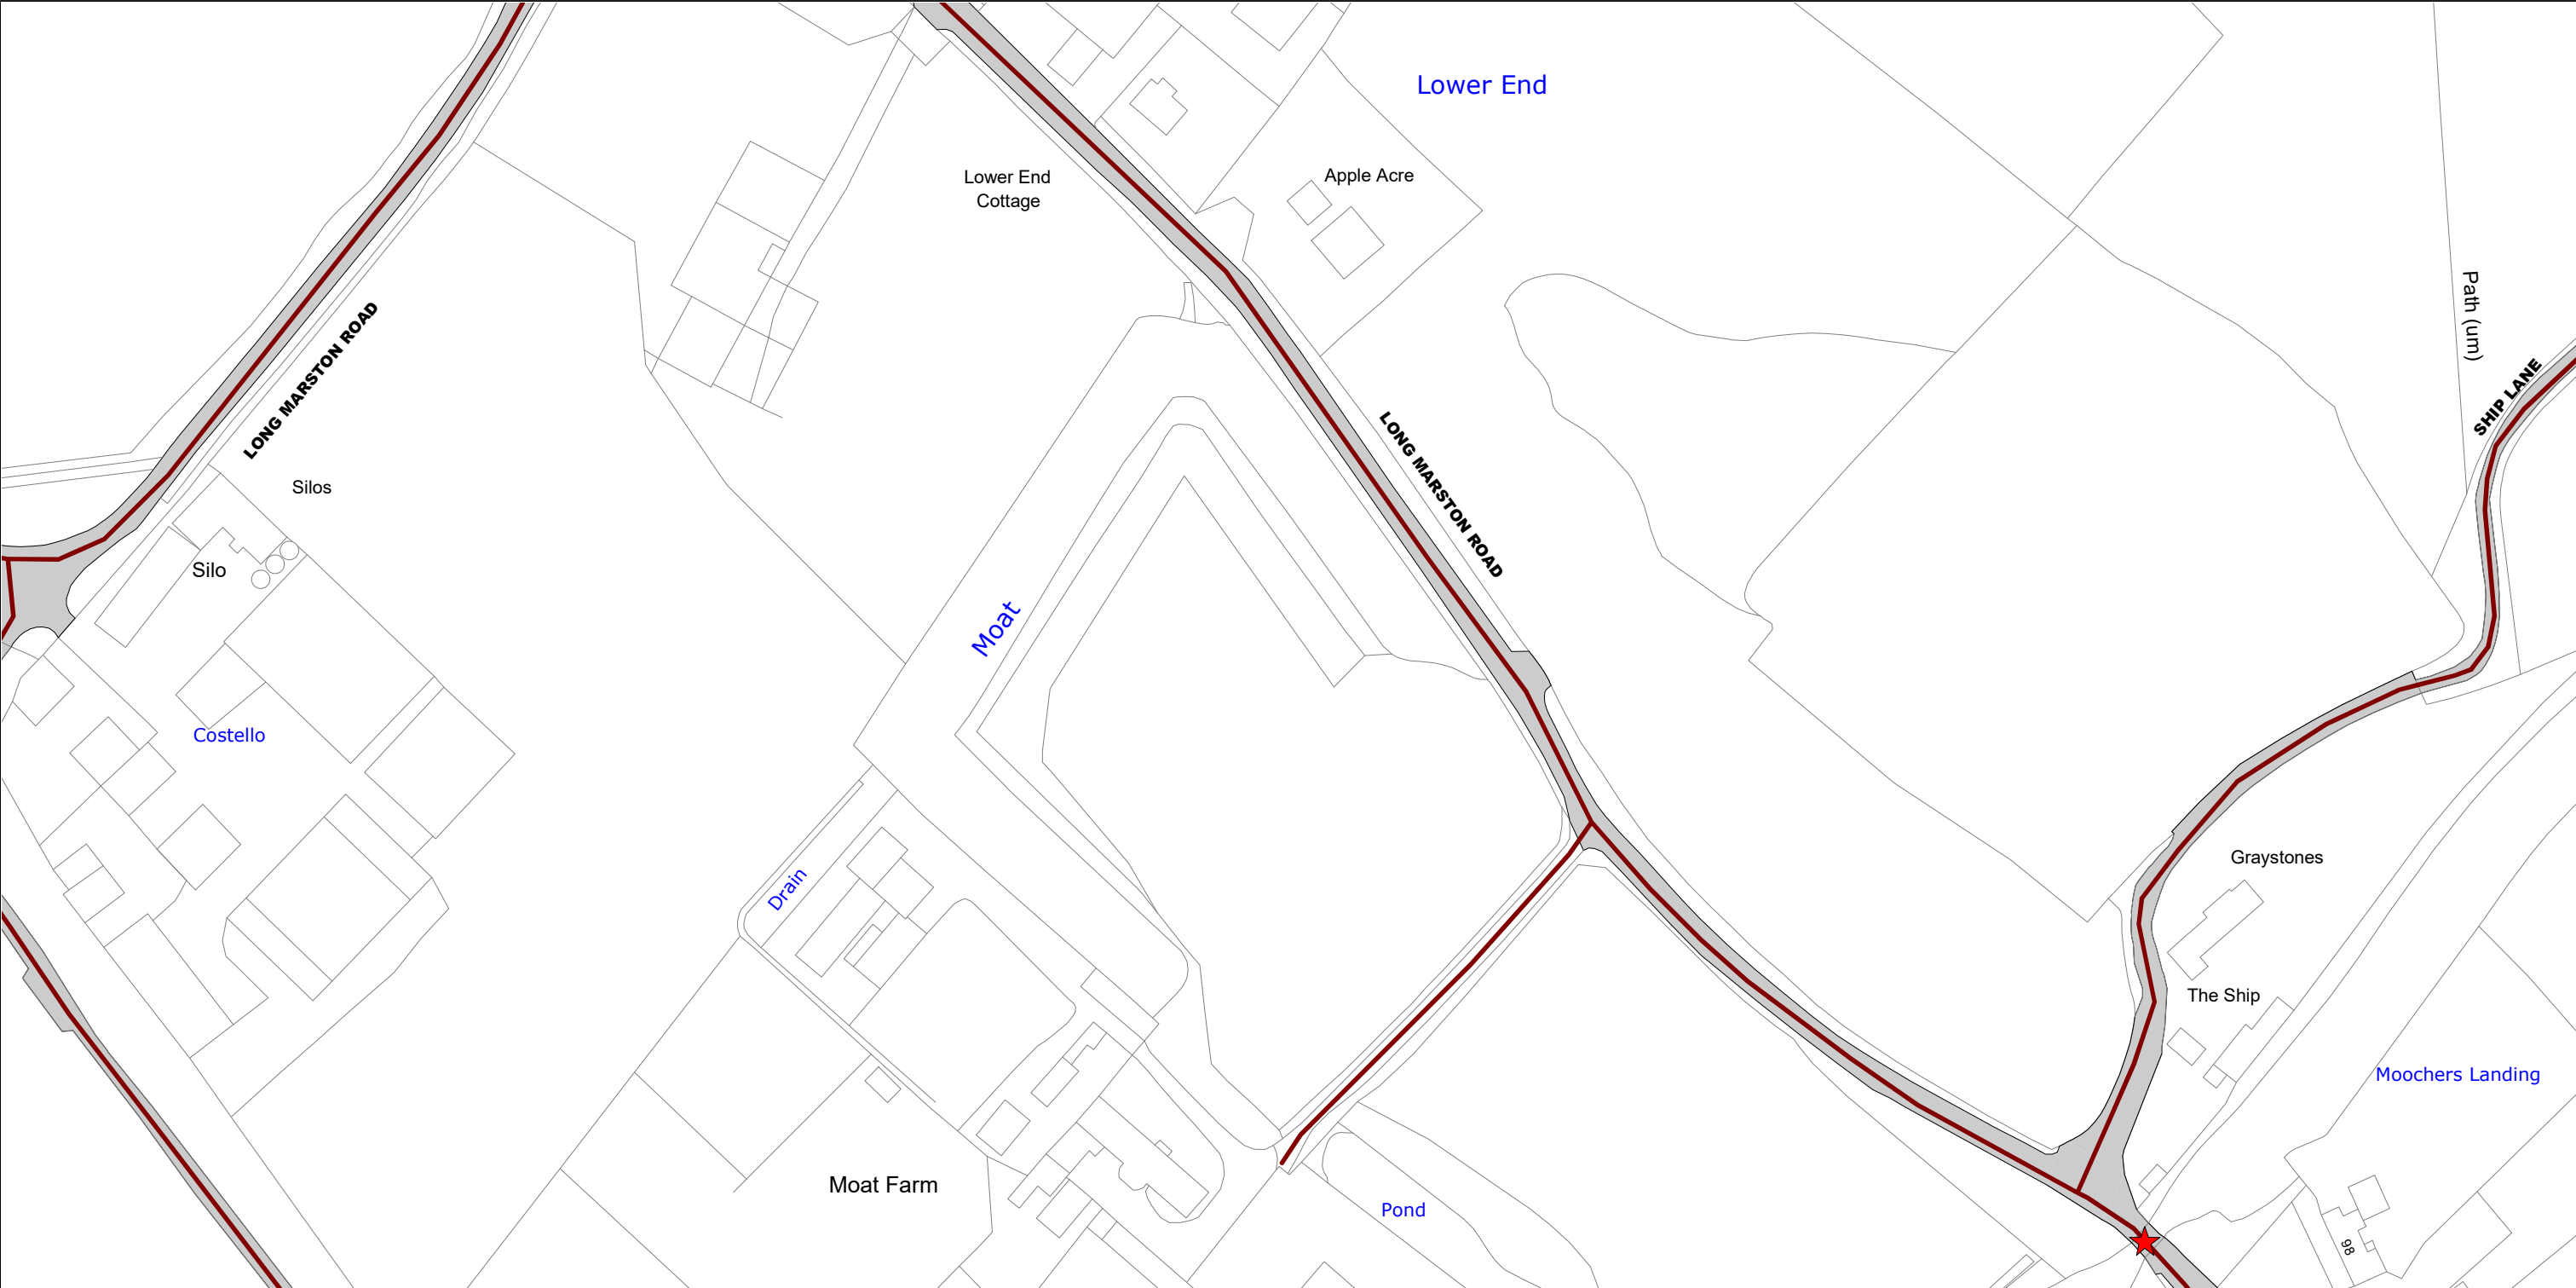 Lower End
Lower End
Cottage
Apple Acre
Path (um)
SHIP LANE
LONG MARSTON ROAD
LONG MARSTON ROAD
Silos
Silo
Moat
Costello
Drain
Graystones
The Ship
Moochers Landing
Moat Farm
Pond
98